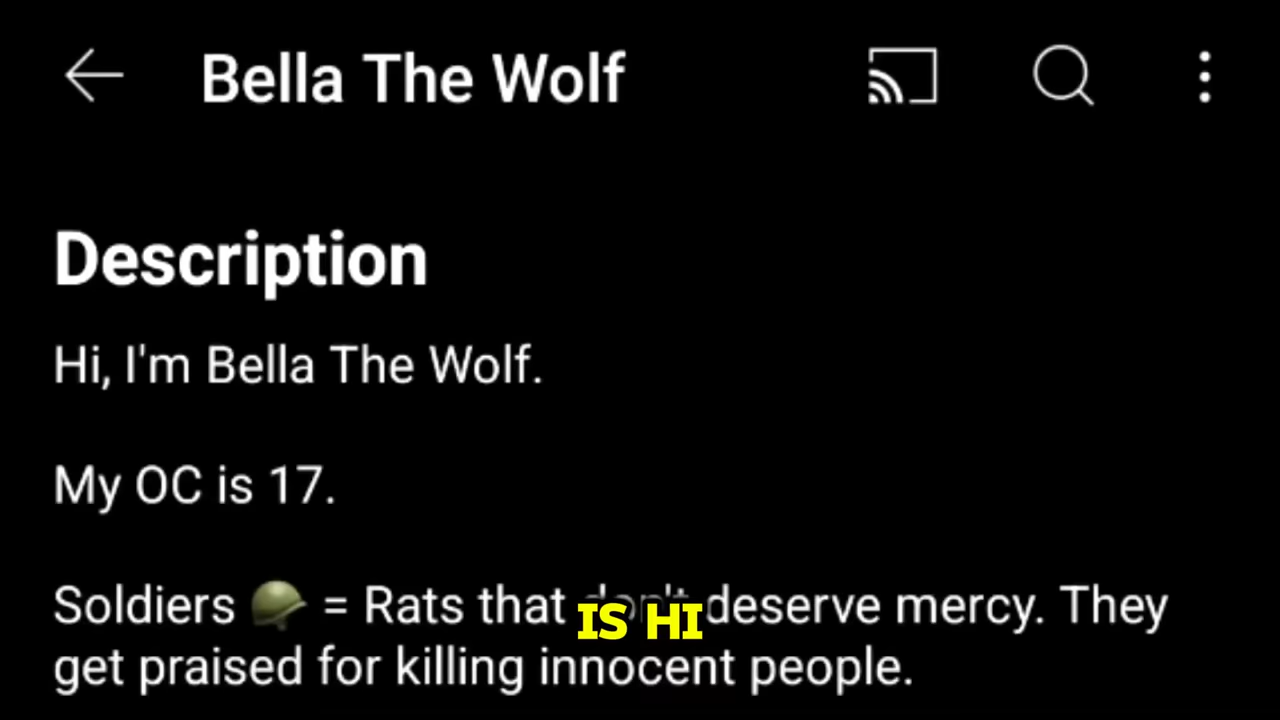 Bella The Wolf
Description
Hi, I'm Bella The Wolf.
My OC is 17.
Soldiers 🪖 = Rats that don't deserve mercy. They
IS HI
get praised for killing innocent people.